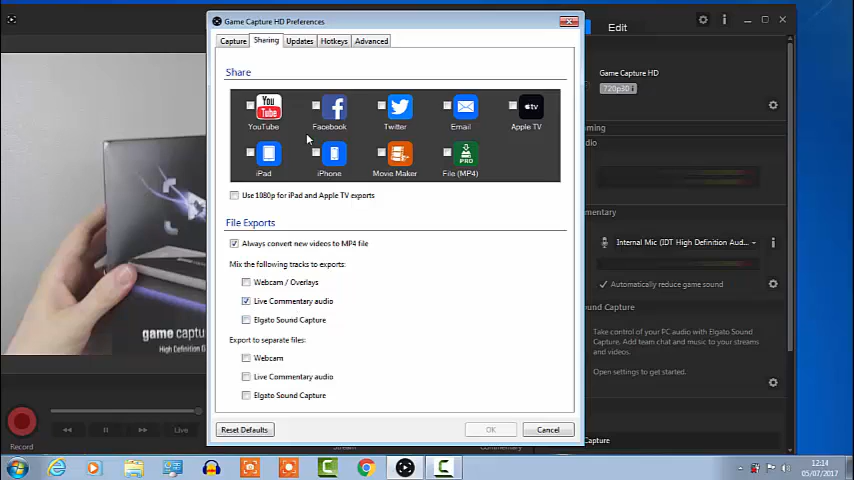 Game Capture HD Preferences
Edit
Capture
Sharing
Updates
Hotkeys
Advanced
Share
You
Tube
YouTube
Facebook
Twitter
Email
tv
Apple TV
iPad
iPhone
Movie Maker
PRO
File (MP4)
Use 1080p for iPad and Apple TV exports
File Exports
Always convert new videos to MP4 file
Mix the following tracks to exports:
Webcam / Overlays
Live Commentary audio
Elgato Sound Capture
Export to separate files:
Webcam
Live Commentary audio
Elgato Sound Capture
Reset Defaults
OK
Cancel
Game Capture HD
720p30
Internal Mic (IDT High Definition Aud...
Automatically reduce game sound
Take control of your PC audio with Elgato Sound
Capture. Add team chat and music to your streams
and videos.
Open settings to get started.
game captu
High Definition G
Record
Live
12:14
05/07/2017